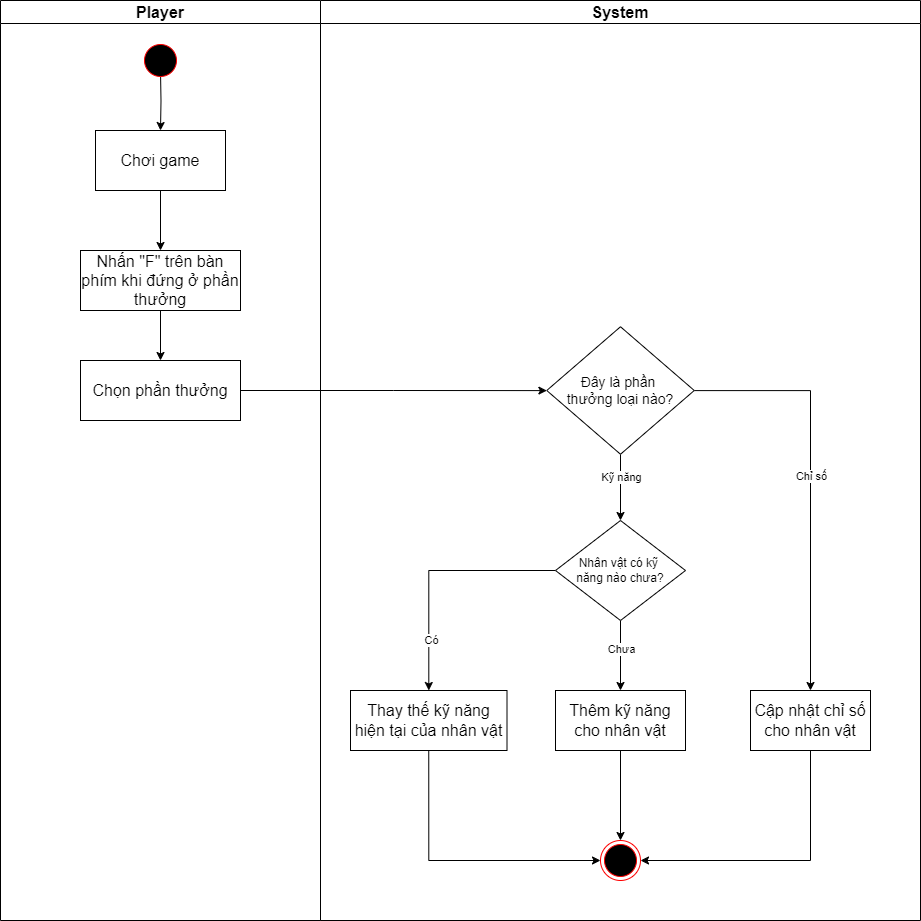 Player
System
Chơi game
Nhấn "F" trên bàn
phím khi đứng ở phần
thưởng
Chọn phần thưởng
Đây là phần
thưởng loại nào?
Kỹ năng
Chỉ số
Nhân vật có kỹ
năng nào chưa?
Có
Chưa
Thay thế kỹ năng
hiện tại của nhân vật
Thêm kỹ năng
cho nhân vật
Cập nhật chỉ số
cho nhân vật